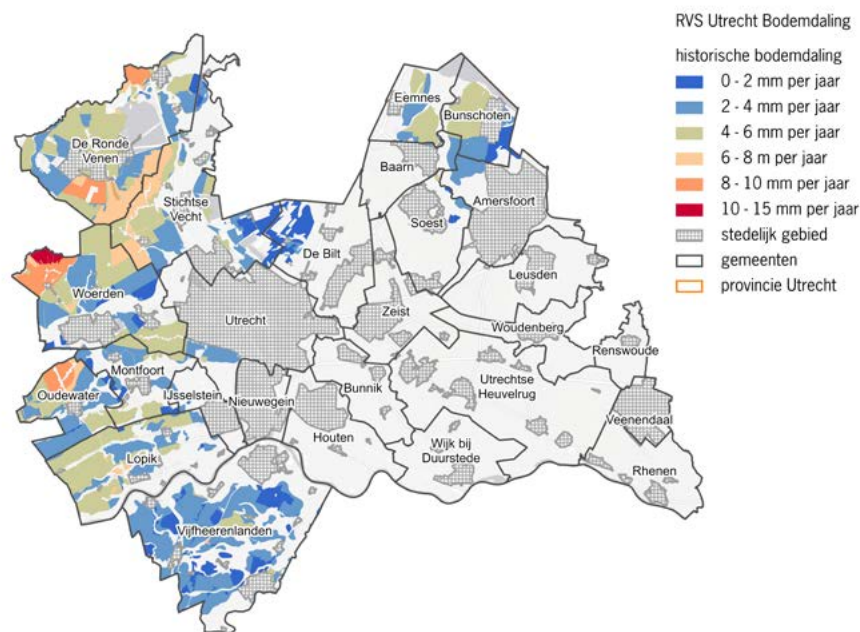 RVS Utrecht Bodemdaling
historische bodemdaling
0 - 2 mm per jaar
2 - 4 mm per jaar
4 - 6 mm per jaar
6 - 8 m per jaar
8 - 10 mm per jaar
10 - 15 mm per jaar
stedelijk gebied
gemeenten
provincie Utrecht
Eemnes
Bunschoten
De Ronde
Venen
Baarn
Stichtse
Vecht
Amersfoort
Soest
De Bilt
Leusden
Woerden
Utrecht
Zeist
Woudenberg
Renswoude
Montfoort
Bunnik
Utrechtse
Heuvelrug
Oudewater
IJsselstein
Nieuwegein
Veenendaal
Houten
Wijk bij
Duurstede
Lopik
Rhenen
Vijfheerenlanden